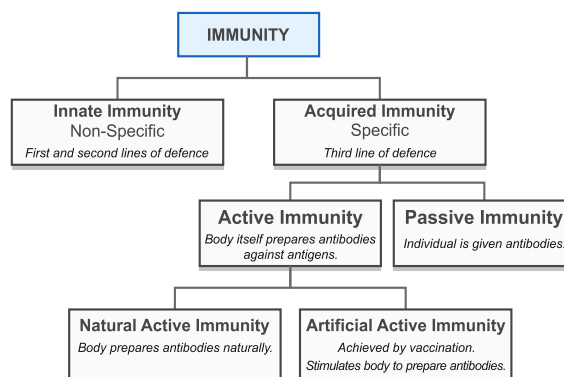 IMMUNITY
Innate Immunity
Non-Specific
First and second lines of defence
Acquired Immunity
Specific
Third line of defence
Active Immunity
Body itself prepares antibodies
against antigens.
Passive Immunity
Individual is given antibodies.
Natural Active Immunity
Body prepares antibodies naturally.
Artificial Active Immunity
Achieved by vaccination.
Stimulates body to prepare antibodies.